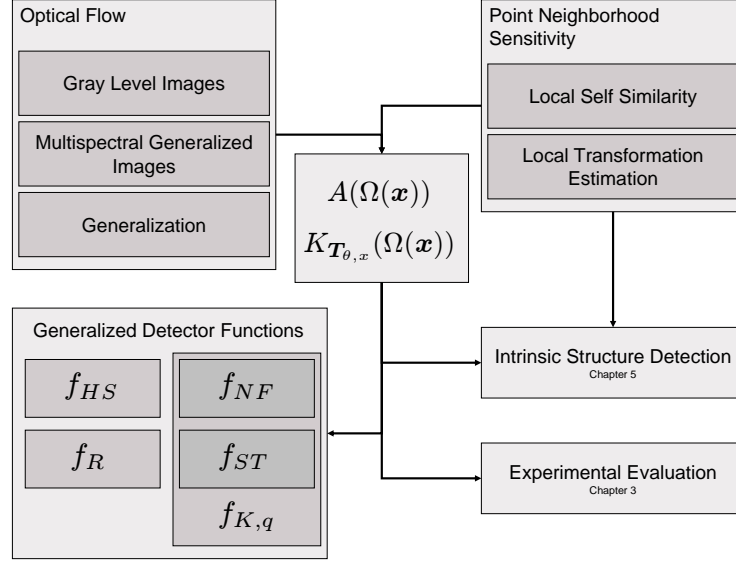 Optical Flow
Gray Level Images
Multispectral Generalized
Images
Generalization
Point Neighborhood
Sensitivity
Local Self Similarity
Local Transformation
Estimation
A(Ω(x))
K_{T_{θ,x}}(Ω(x))
Generalized Detector Functions
f_{HS}
f_{NF}
f_R
f_{ST}
f_{K,q}
Intrinsic Structure Detection
Chapter 5
Experimental Evaluation
Chapter 3